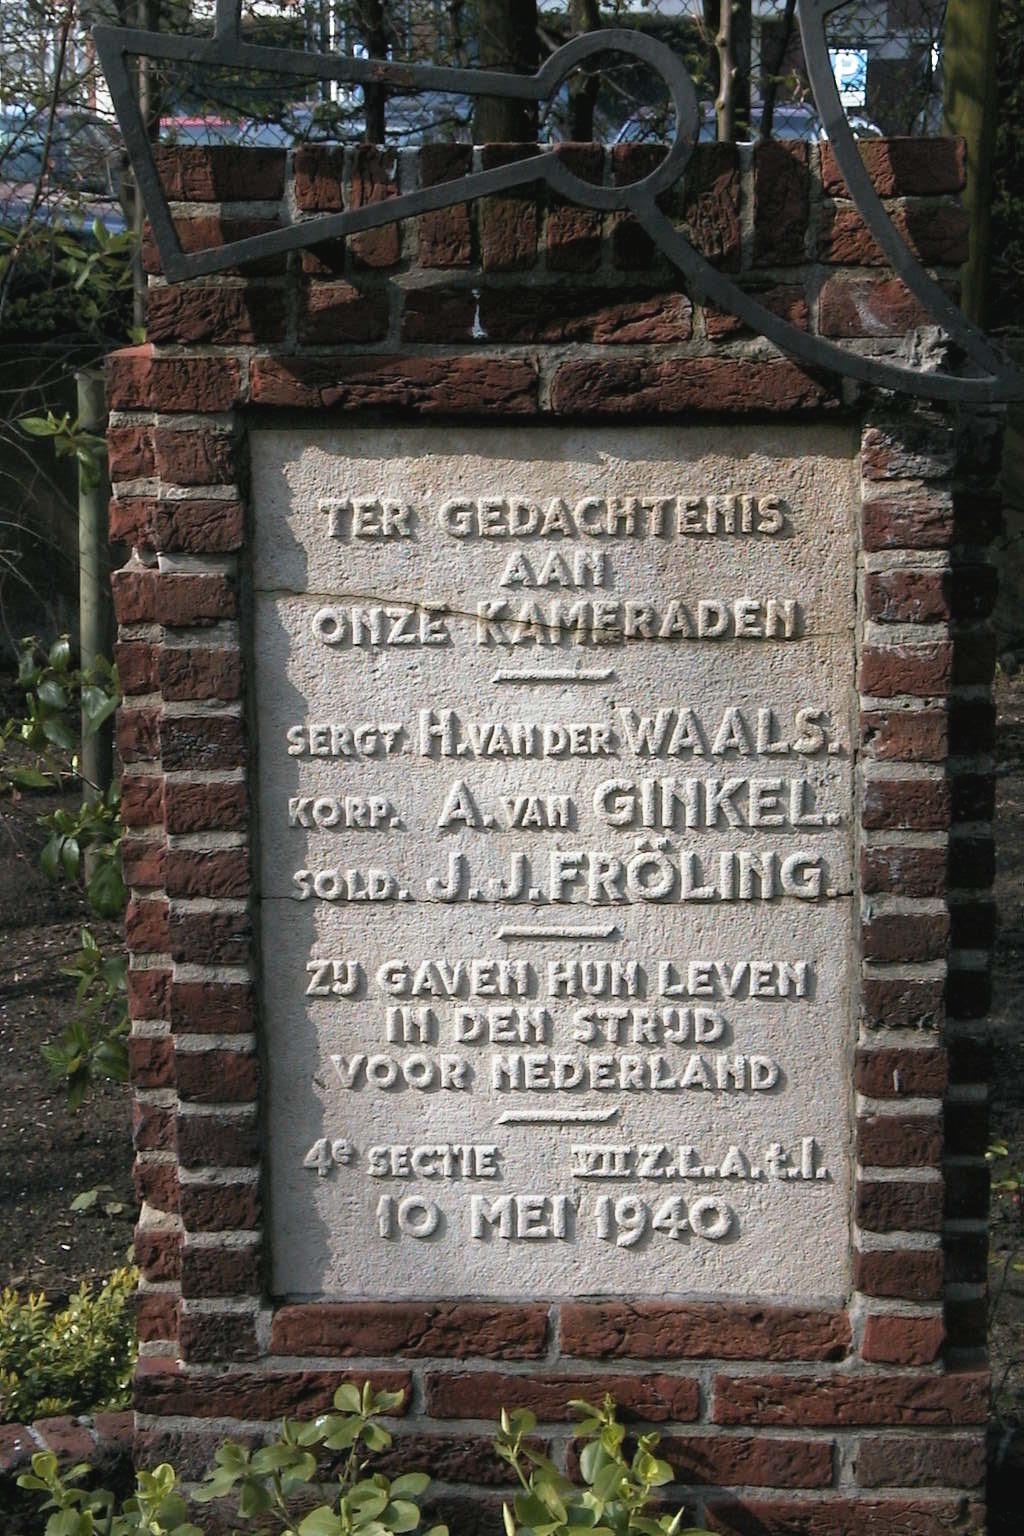 P
TER GEDACHTENIS
AAN
ONZE KAMERADEN
SERGT. H. VAN DER WAALS.
KORP. A. VAN GINKEL.
SOLD. J. J. FRÖLING.
ZIJ GAVEN HUN LEVEN
IN DEN STRIJD
VOOR NEDERLAND
4e SECTIE VII Z.L.A.t.l.
10 MEI 1940